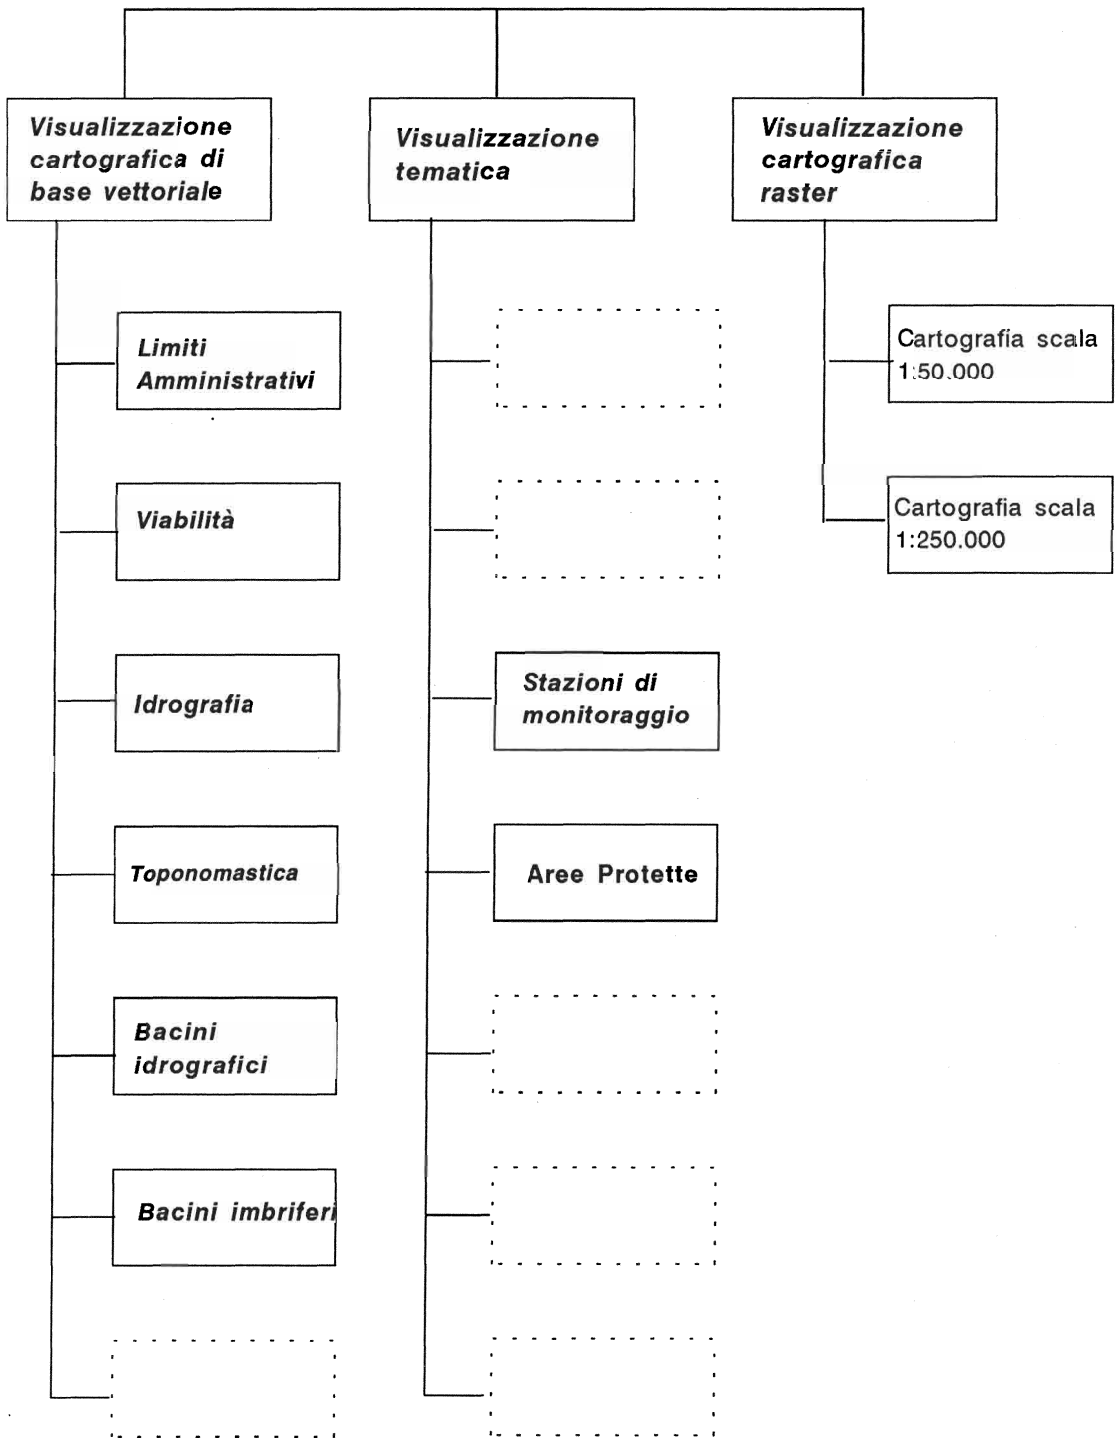 Visualizzazione
cartografica di
base vettoriale
Limiti
Amministrativi
Viabilità
Idrografia
Toponomastica
Bacini
idrografici
Bacini imbriferi
Visualizzazione
tematica
Stazioni di
monitoraggio
Aree Protette
Visualizzazione
cartografica
raster
Cartografia scala
1:50.000
Cartografia scala
1:250.000